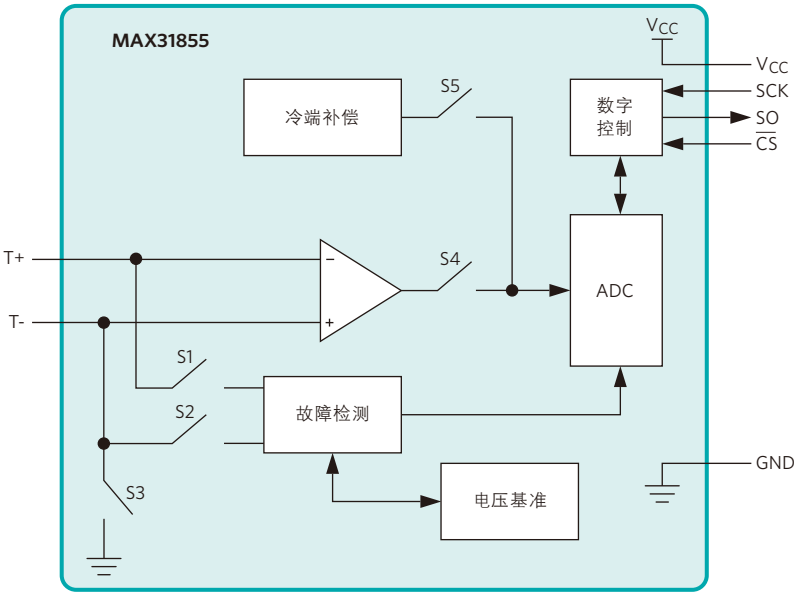 MAX31855
VCC
VCC
SCK
SO
C̅S̅
S5
冷端补偿
数字
控制
T+
S4
−
ADC
T-
+
S1
故障检测
S2
GND
S3
电压基准